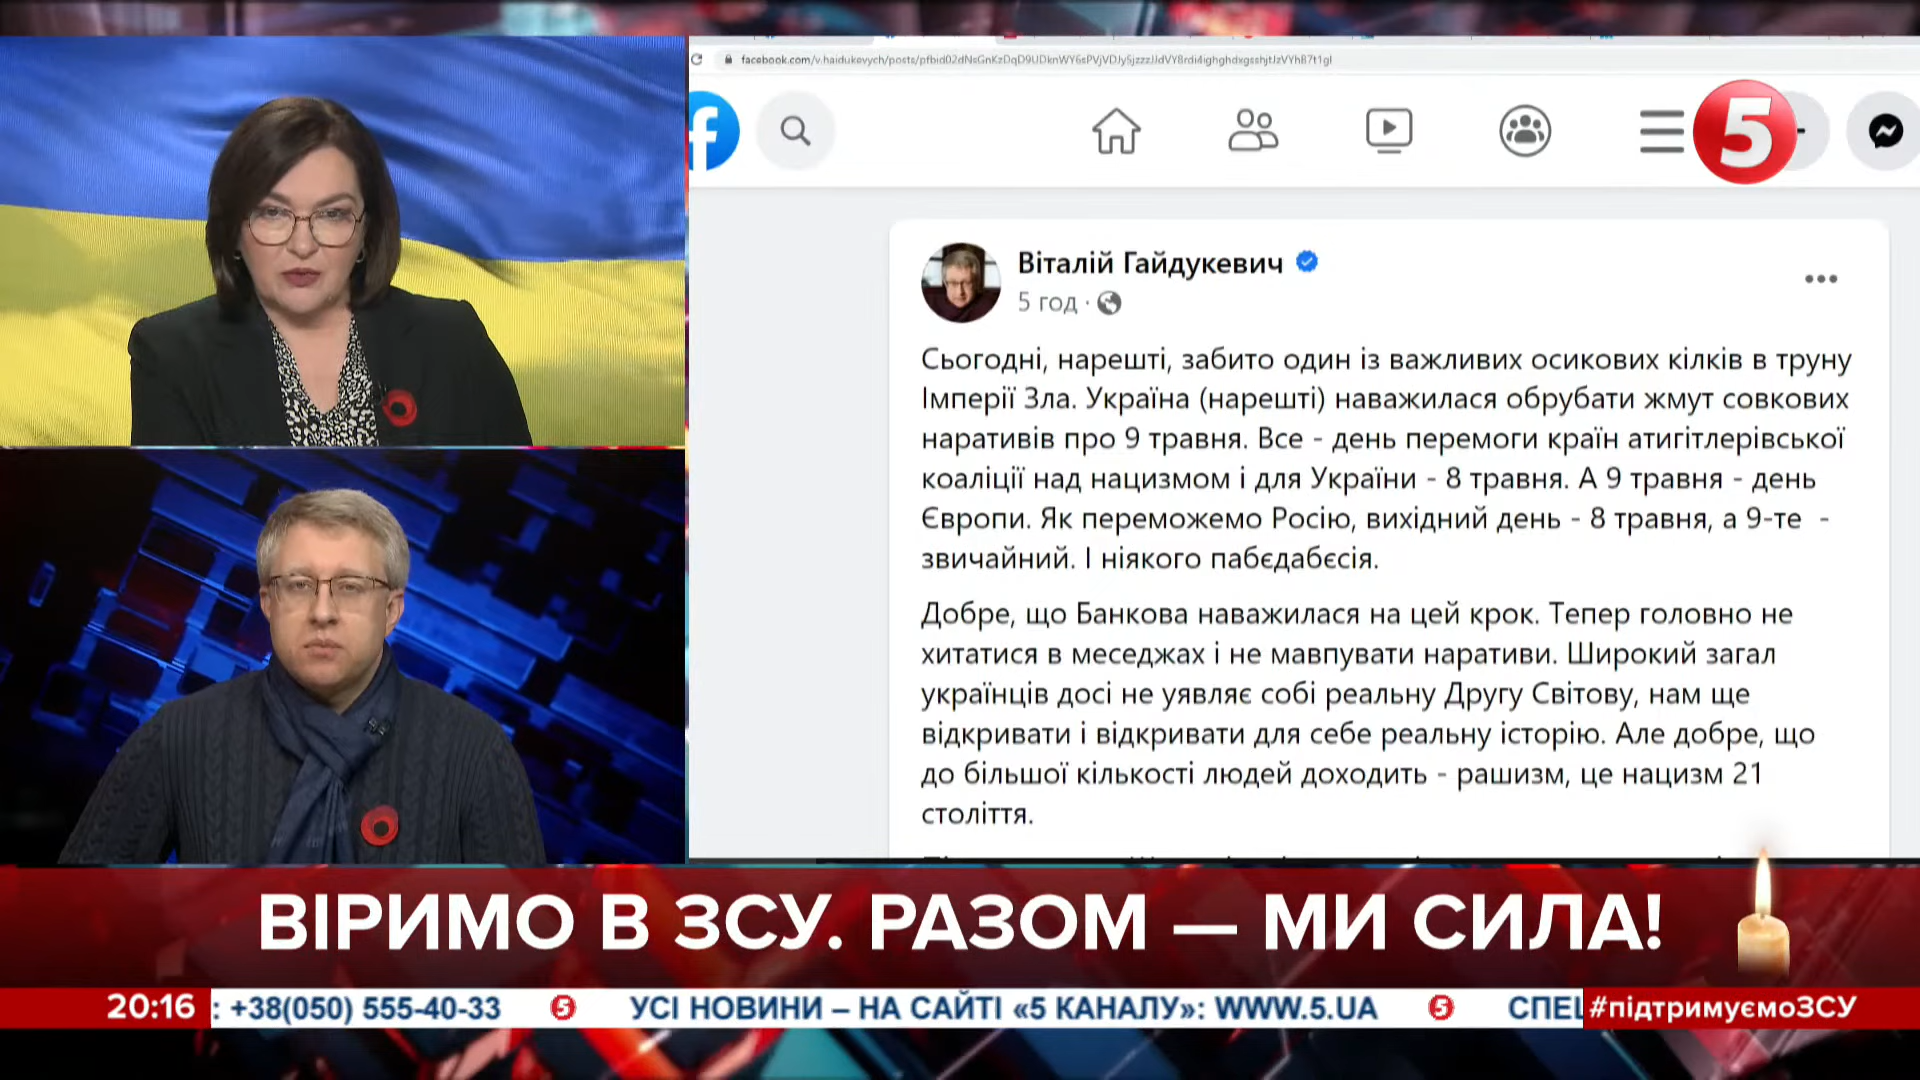 facebook.com/v.haidukevych/posts/
5
Віталій Гайдукевич
5 год ·
Сьогодні, нарешті, забито один із важливих осикових кілків в труну
Імперії Зла. Україна (нарешті) наважилася обрубати жмут совкових
наративів про 9 травня. Все - день перемоги країн атигітлерівської
коаліції над нацизмом і для України - 8 травня. А 9 травня - день
Європи. Як переможемо Росію, вихідний день - 8 травня, а 9-те -
звичайний. І ніякого пабєдабєсія.
Добре, що Банкова наважилася на цей крок. Тепер головно не
хитатися в меседжах і не мавпувати наративи. Широкий загал
українців досі не уявляє собі реальну Другу Світову, нам ще
відкривати і відкривати для себе реальну історію. Але добре, що
до більшої кількості людей доходить - рашизм, це нацизм 21
століття.
ВІРИМО В ЗСУ. РАЗОМ — МИ СИЛА!
20:16 : +38(050) 555-40-33 5 УСІ НОВИНИ – НА САЙТІ «5 КАНАЛУ»: WWW.5.UA 5 СПЕЦ #підтримуємоЗСУ